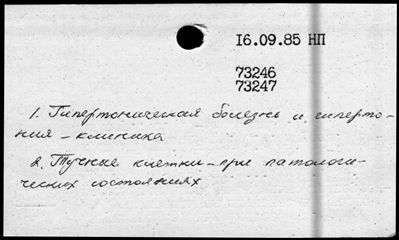 16.09.85 НП
73246
73247
1. Гипертоническая болезнь и гиперто-
ния – клиника
2. Тучные клетки – при патологи-
ческих состояниях